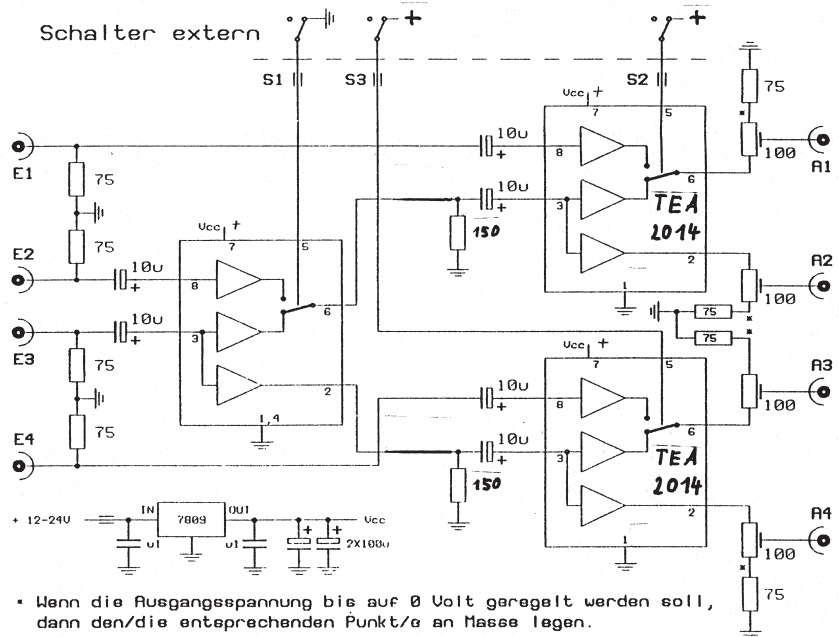 Schalter extern
+
+
S1
S3
S2
Vcc +
7
5
75
*
E1
10u
+
8
6
100
A1
75
75
10u
+
3
150
TEA
2014
2
1
E2
10u
+
Vcc +
7
5
8
6
A2
100
75
*
75
*
E3
10u
+
3
2
1,4
75
75
Vcc +
7
5
10u
+
8
6
A3
100
E4
10u
+
3
150
TEA
2014
2
1
A4
100
*
75
+ 12-24V
IN
7809
OUT
Vcc
u1
u1
+
+
2X100u
* Wenn die Ausgangsspannung bis auf 0 Volt geregelt werden soll,
dann den/die entsprechenden Punkt/e an Masse legen.